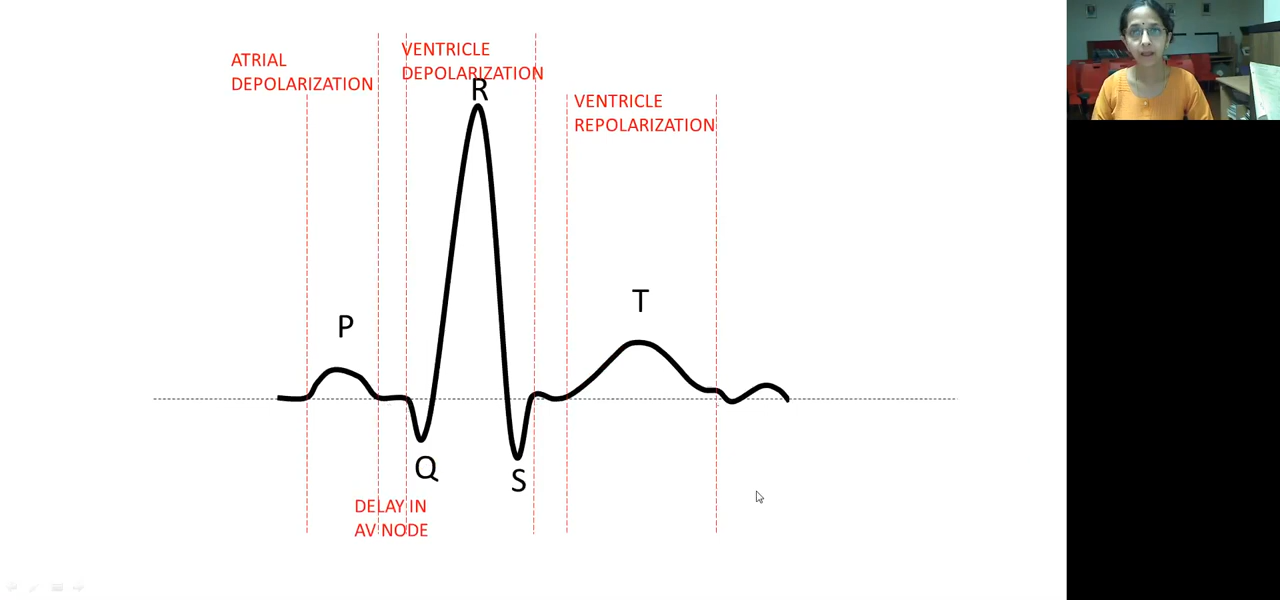 ATRIAL
DEPOLARIZATION
VENTRICLE
DEPOLARIZATION
R
VENTRICLE
REPOLARIZATION
P
T
Q
S
DELAY IN
AV NODE